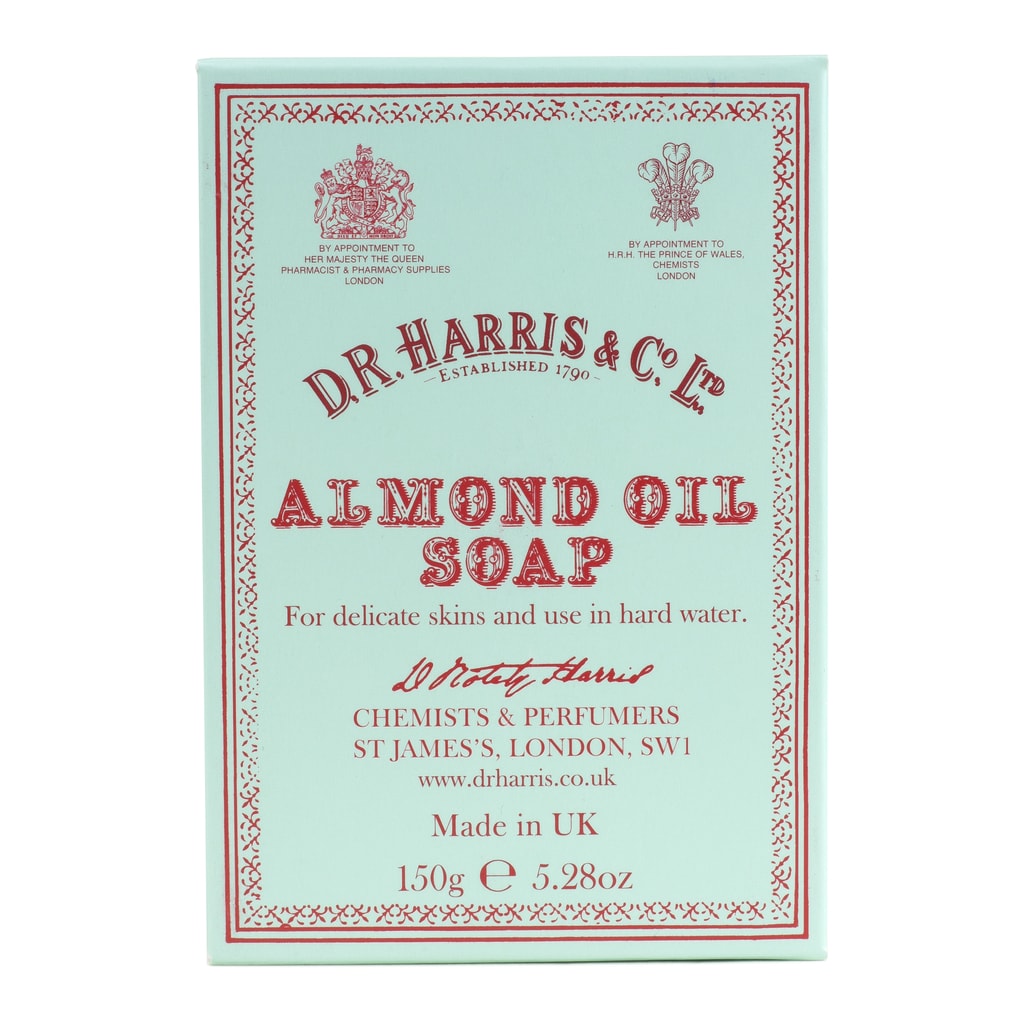 BY APPOINTMENT TO
HER MAJESTY THE QUEEN
PHARMACIST & PHARMACY SUPPLIES
LONDON
BY APPOINTMENT TO
H.R.H. THE PRINCE OF WALES,
CHEMISTS
LONDON
D.R. HARRIS & Co. LTD
ESTABLISHED 1790
ALMOND OIL
SOAP
For delicate skins and use in hard water.
Harris
CHEMISTS & PERFUMERS
ST JAMES'S, LONDON, SW1
www.drharris.co.uk
Made in UK
150g ℮ 5.28oz